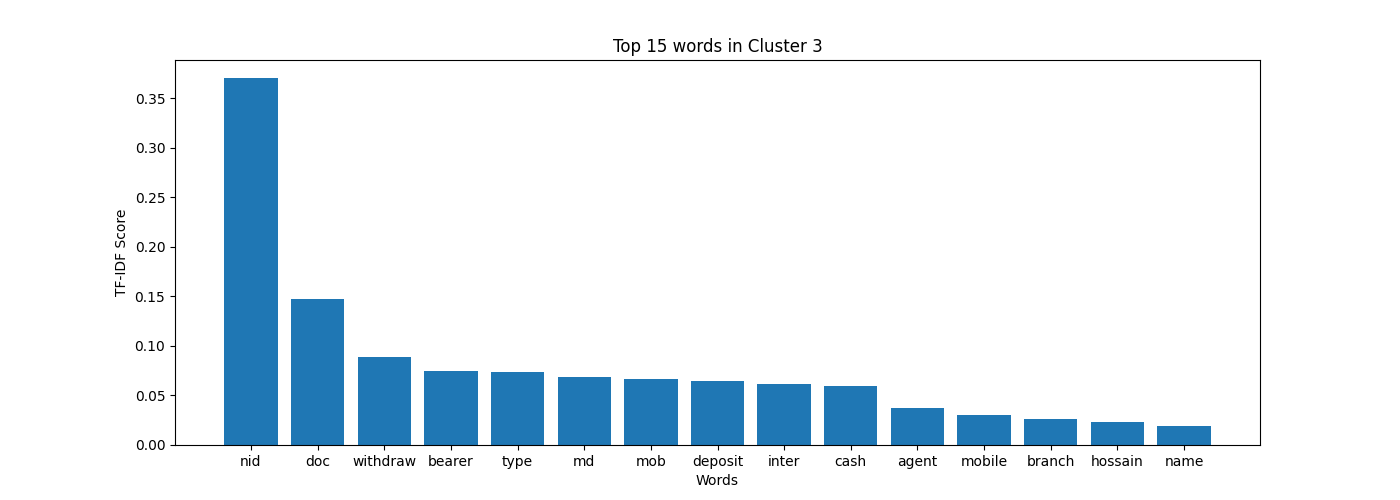 Top 15 words in Cluster 3
TF-IDF Score
0.35
0.30
0.25
0.20
0.15
0.10
0.05
0.00
nid doc withdraw bearer type md mob deposit inter cash agent mobile branch hossain name
Words